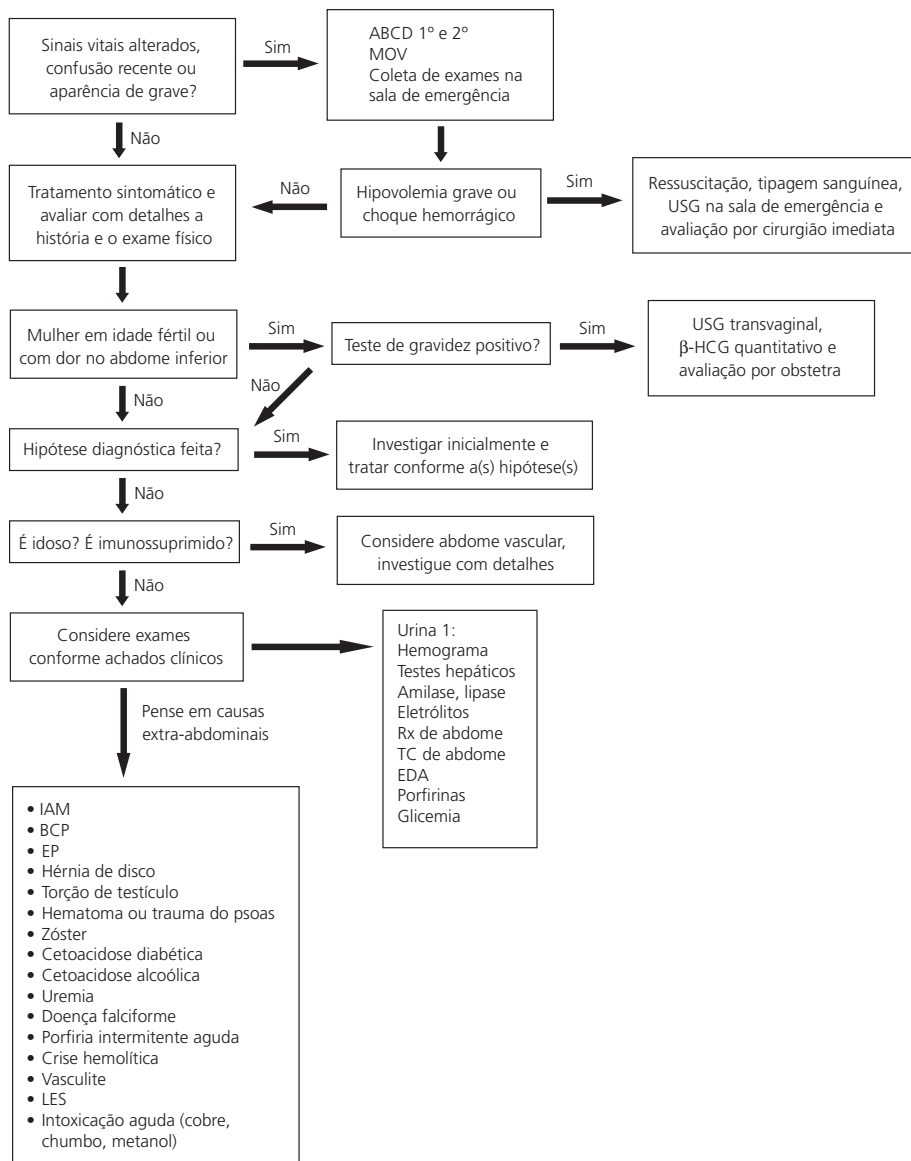 Sinais vitais alterados,
confusão recente ou
aparência de grave?
Sim
ABCD 1º e 2º
MOV
Coleta de exames na
sala de emergência
Não
Tratamento sintomático e
avaliar com detalhes a
história e o exame físico
Não
Hipovolemia grave ou
choque hemorrágico
Sim
Ressuscitação, tipagem sanguínea,
USG na sala de emergência e
avaliação por cirurgião imediata
Mulher em idade fértil ou
com dor no abdome inferior
Sim
Teste de gravidez positivo?
Sim
USG transvaginal,
β-HCG quantitativo e
avaliação por obstetra
Não
Não
Hipótese diagnóstica feita?
Sim
Investigar inicialmente e
tratar conforme a(s) hipótese(s)
Não
É idoso? É imunossuprimido?
Sim
Considere abdome vascular,
investigue com detalhes
Não
Considere exames
conforme achados clínicos
Urina 1:
Hemograma
Testes hepáticos
Amilase, lipase
Eletrólitos
Rx de abdome
TC de abdome
EDA
Porfirinas
Glicemia
Pense em causas
extra-abdominais
• IAM
• BCP
• EP
• Hérnia de disco
• Torção de testículo
• Hematoma ou trauma do psoas
• Zóster
• Cetoacidose diabética
• Cetoacidose alcoólica
• Uremia
• Doença falciforme
• Porfiria intermitente aguda
• Crise hemolítica
• Vasculite
• LES
• Intoxicação aguda (cobre,
chumbo, metanol)